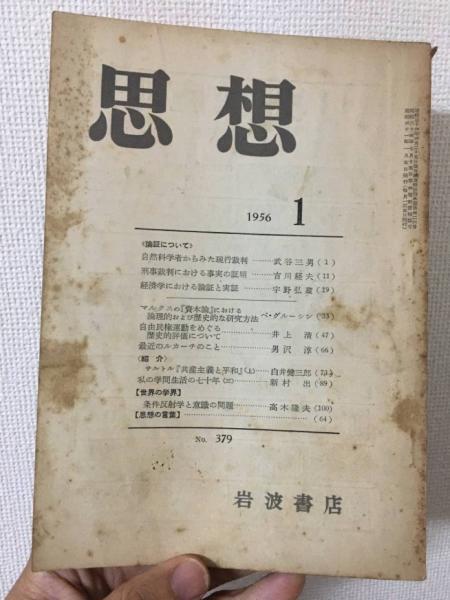 思想
1956 1
《論証について》
自然科学者からみた現行裁判……武谷三男(1)
刑事裁判における事実の証明……吉川経夫(11)
経済学における論証と実証……宇野弘蔵(19)
マルクスの『資本論』における
論理的および歴史的な研究方法 ベ・グルーシン(33)
自由民権運動をめぐる
歴史的評価について……井上清(47)
最近のルカーチのこと……男沢淳(66)
《紹介》
サルトル『共産主義と平和』(上)……白井健三郎(73)
私の学問生活の七十年(二)……新村出(89)
【世界の学界】
条件反射学と意識の問題……高木隆夫(100)
【思想の言葉】……(64)
No. 379
岩波書店